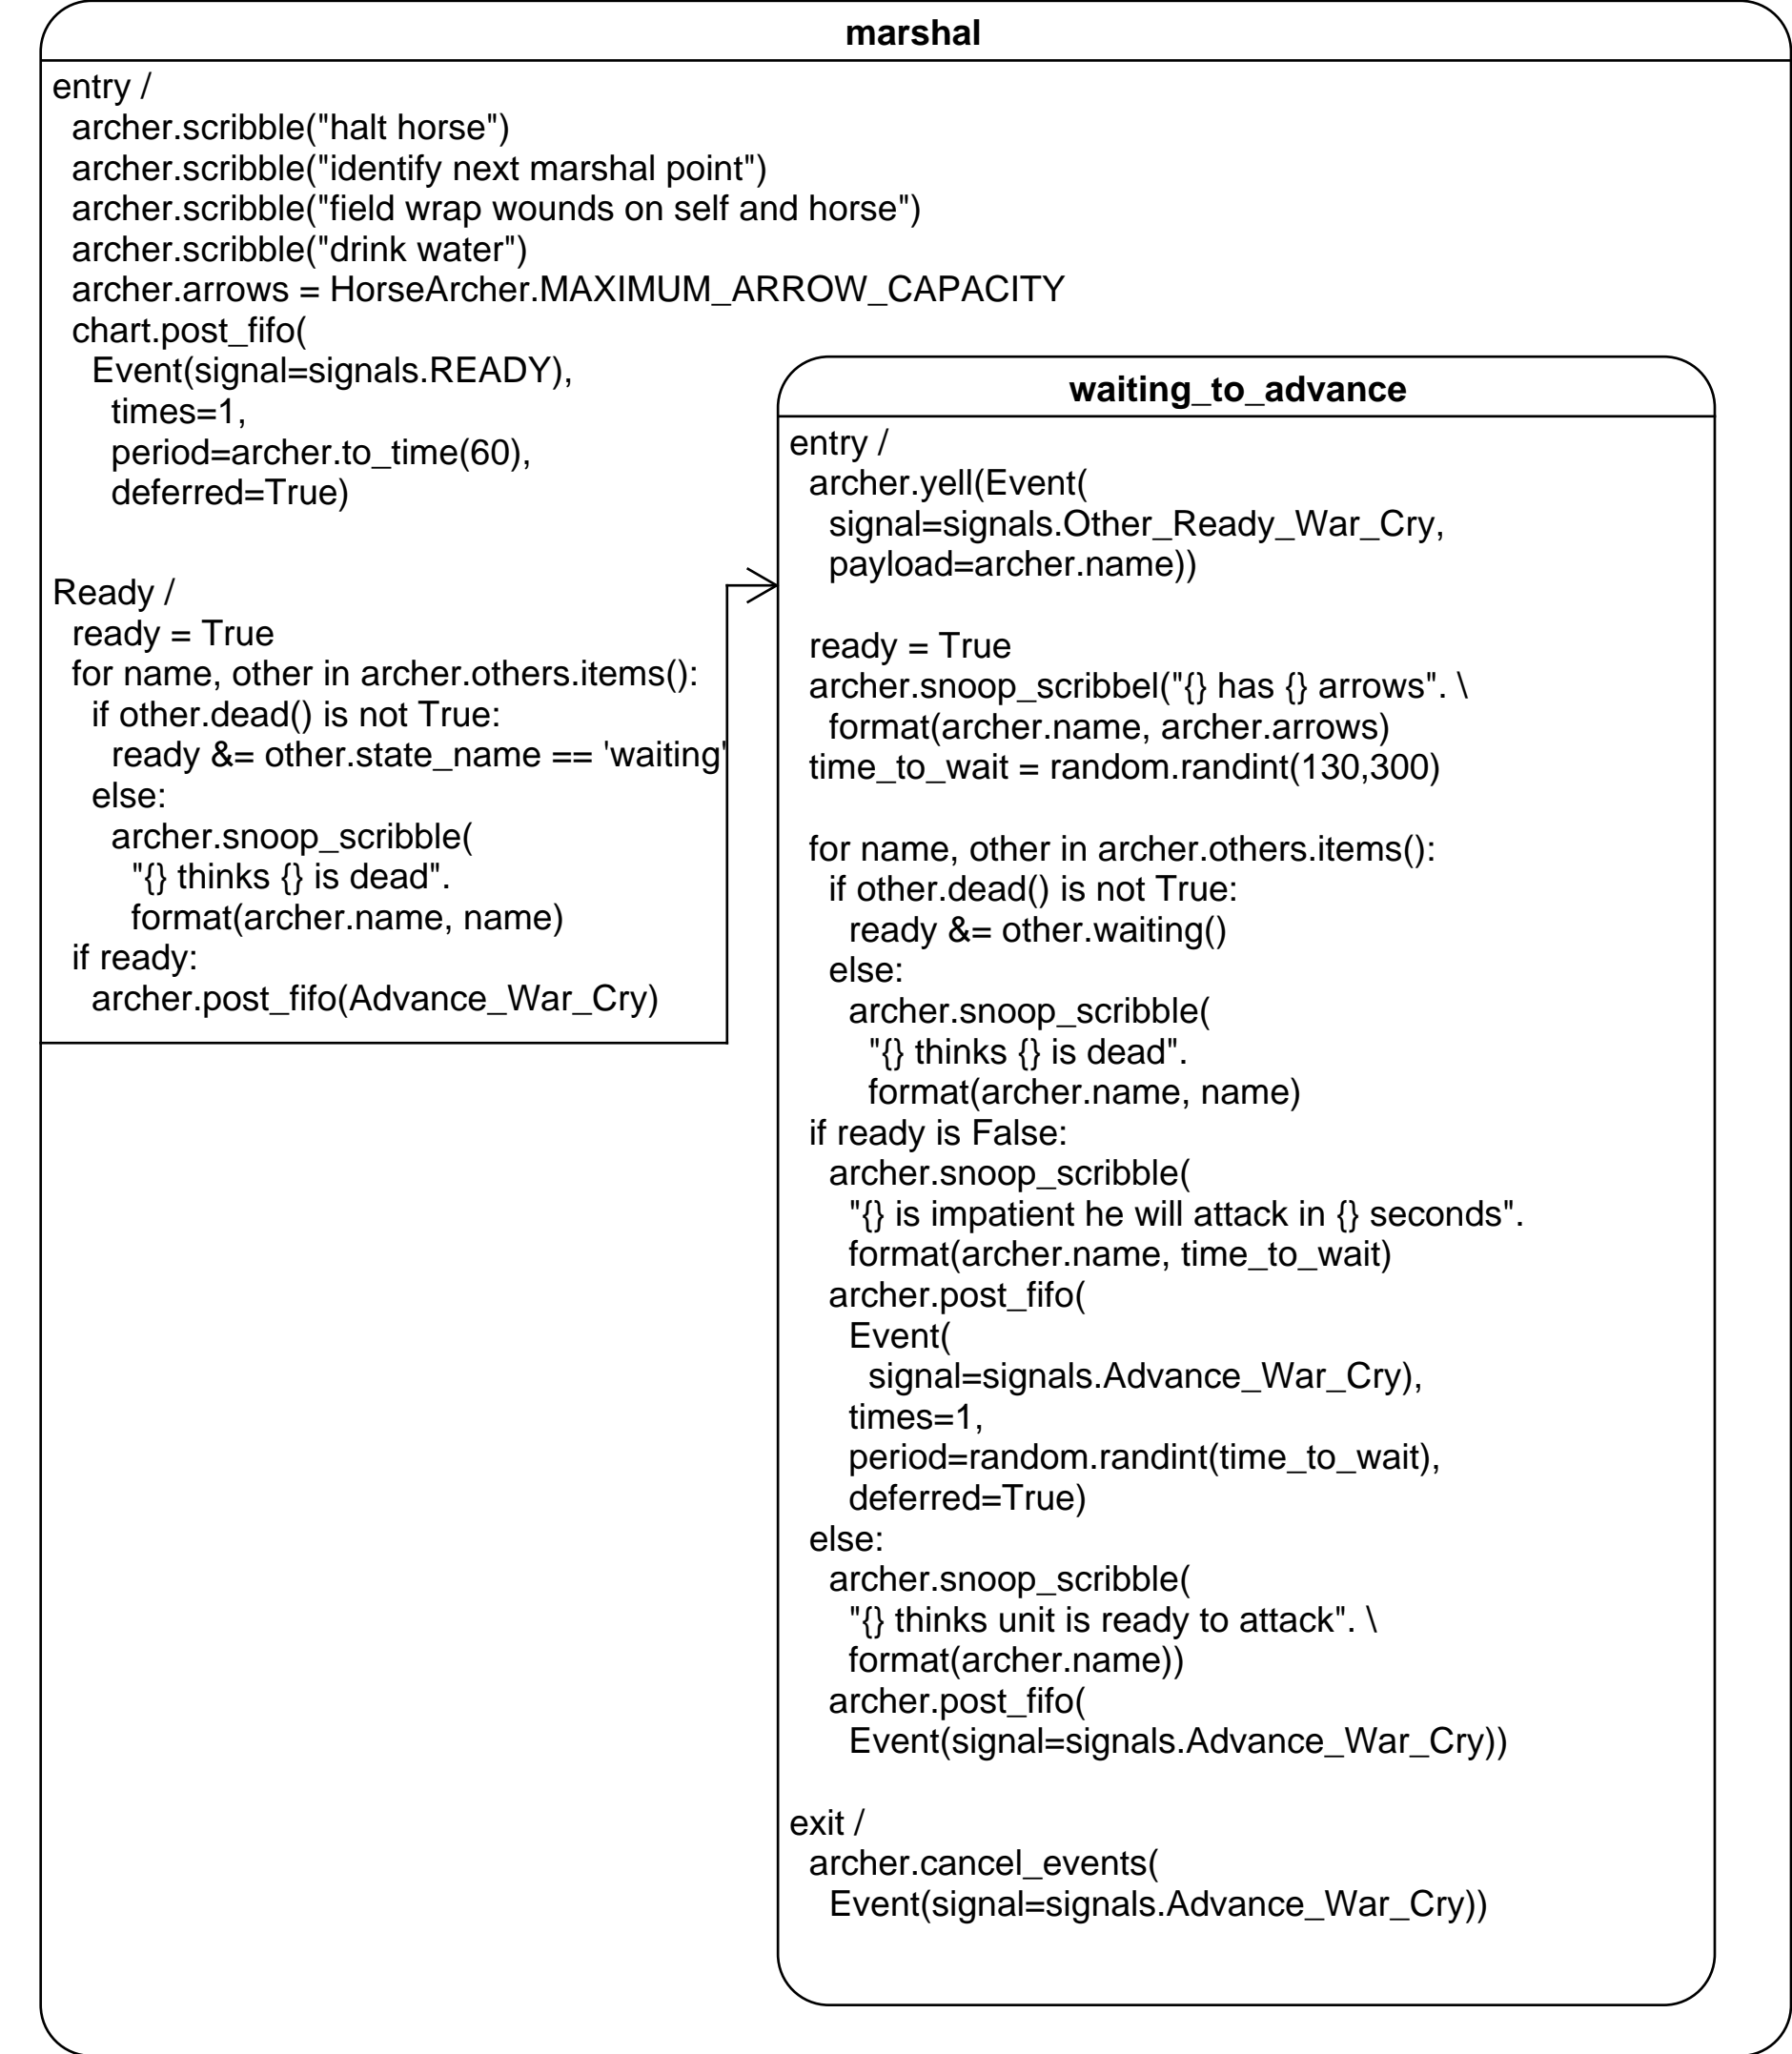 marshal
entry /
archer.scribble("halt horse")
archer.scribble("identify next marshal point")
archer.scribble("field wrap wounds on self and horse")
archer.scribble("drink water")
archer.arrows = HorseArcher.MAXIMUM_ARROW_CAPACITY
chart.post_fifo(
Event(signal=signals.READY),
times=1,
period=archer.to_time(60),
deferred=True)
Ready /
ready = True
for name, other in archer.others.items():
if other.dead() is not True:
ready &= other.state_name == 'waiting'
else:
archer.snoop_scribble(
"{} thinks {} is dead".
format(archer.name, name)
if ready:
archer.post_fifo(Advance_War_Cry)
waiting_to_advance
entry /
archer.yell(Event(
signal=signals.Other_Ready_War_Cry,
payload=archer.name))
ready = True
archer.snoop_scribbel("{} has {} arrows". \
format(archer.name, archer.arrows)
time_to_wait = random.randint(130,300)
for name, other in archer.others.items():
if other.dead() is not True:
ready &= other.waiting()
else:
archer.snoop_scribble(
"{} thinks {} is dead".
format(archer.name, name)
if ready is False:
archer.snoop_scribble(
"{} is impatient he will attack in {} seconds".
format(archer.name, time_to_wait)
archer.post_fifo(
Event(
signal=signals.Advance_War_Cry),
times=1,
period=random.randint(time_to_wait),
deferred=True)
else:
archer.snoop_scribble(
"{} thinks unit is ready to attack". \
format(archer.name))
archer.post_fifo(
Event(signal=signals.Advance_War_Cry))
exit /
archer.cancel_events(
Event(signal=signals.Advance_War_Cry))